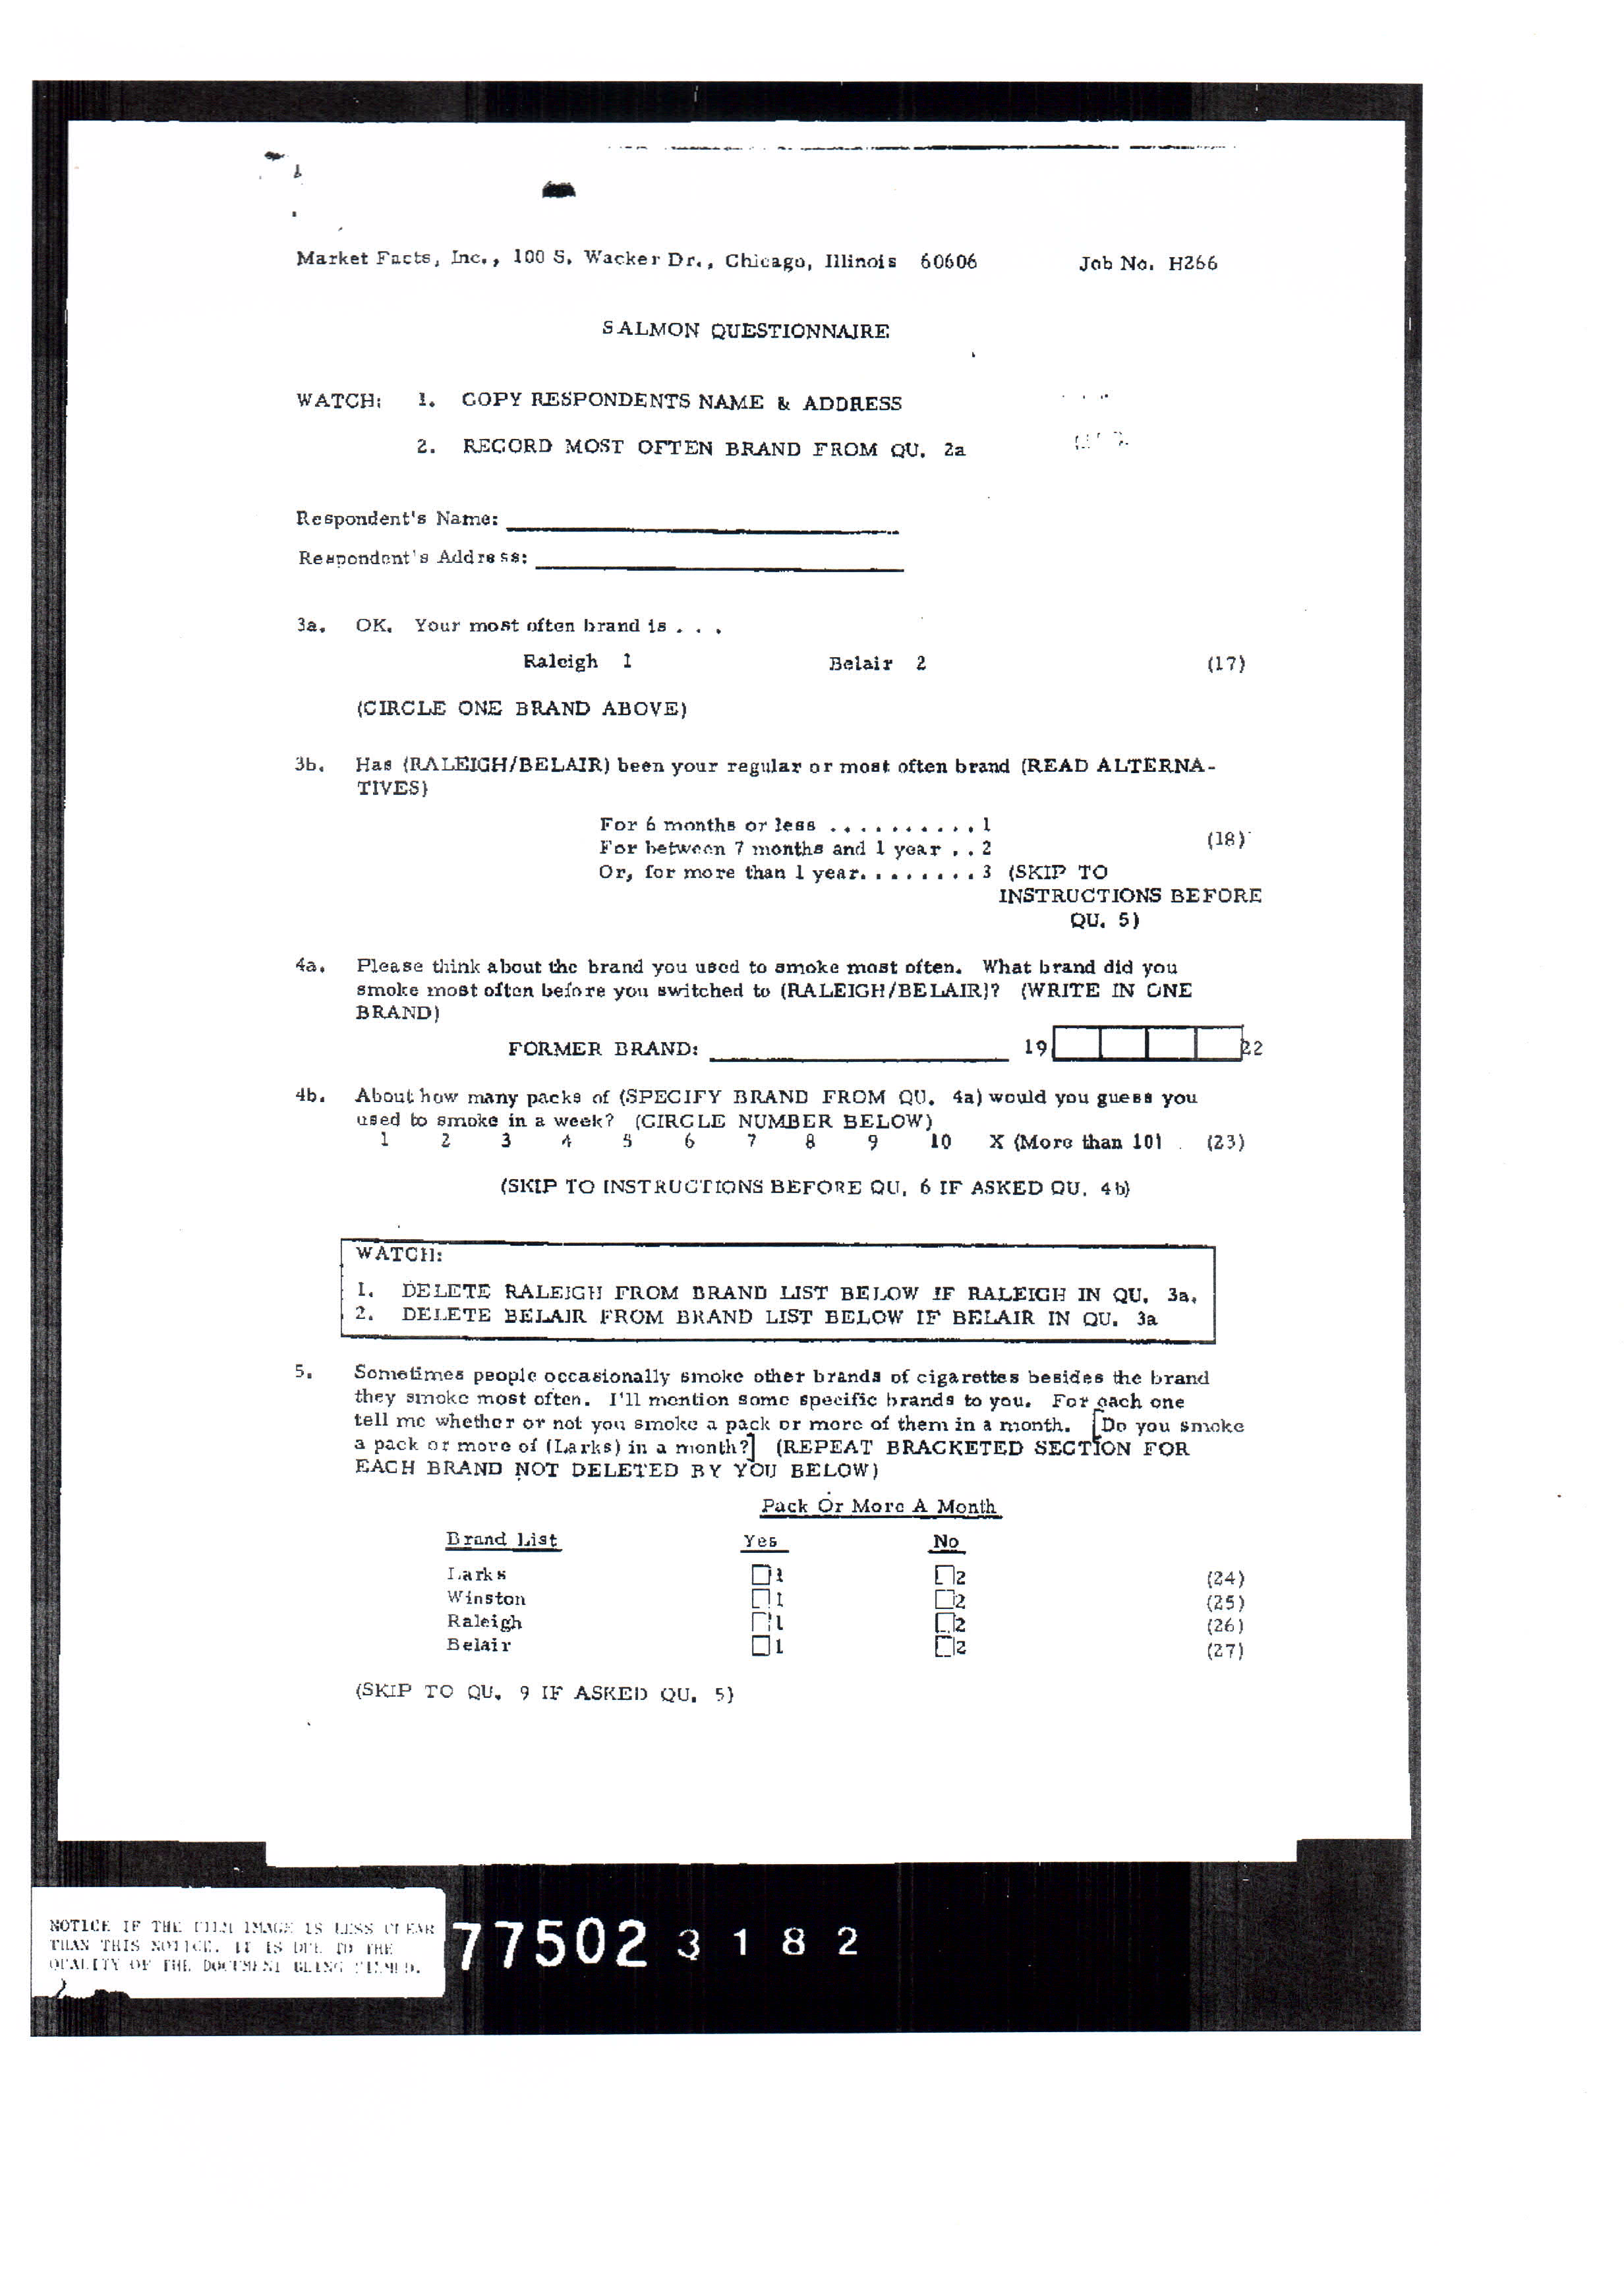 Market Facts, Inc., 100 S. Wacker Dr., Chicago, Illinois 60606 Job No. H266
SALMON QUESTIONNAIRE
WATCH: 1. COPY RESPONDENTS NAME & ADDRESS
2. RECORD MOST OFTEN BRAND FROM QU. 2a
Respondent's Name:
Respondent's Address:
3a. OK. Your most often brand is . . .
Raleigh 1 Belair 2 (17)
(CIRCLE ONE BRAND ABOVE)
3b. Has (RALEIGH/BELAIR) been your regular or most often brand (READ ALTERNA-
TIVES)
For 6 months or less . . . . . . . . . . 1
(18)
For between 7 months and 1 year . . 2
Or, for more than 1 year. . . . . . . . 3 (SKIP TO
INSTRUCTIONS BEFORE
QU. 5)
4a. Please think about the brand you used to smoke most often. What brand did you
smoke most often before you switched to (RALEIGH/BELAIR)? (WRITE IN ONE
BRAND)
FORMER BRAND: 19 22
4b. About how many packs of (SPECIFY BRAND FROM QU. 4a) would you guess you
used to smoke in a week? (CIRCLE NUMBER BELOW)
1 2 3 4 5 6 7 8 9 10 X (More than 10) (23)
(SKIP TO INSTRUCTIONS BEFORE QU. 6 IF ASKED QU. 4b)
WATCH:
1. DELETE RALEIGH FROM BRAND LIST BELOW IF RALEIGH IN QU. 3a.
2. DELETE BELAIR FROM BRAND LIST BELOW IF BELAIR IN QU. 3a
5. Sometimes people occasionally smoke other brands of cigarettes besides the brand
they smoke most often. I'll mention some specific brands to you. For each one
tell me whether or not you smoke a pack or more of them in a month. [Do you smoke
a pack or more of (Larks) in a month?] (REPEAT BRACKETED SECTION FOR
EACH BRAND NOT DELETED BY YOU BELOW)
Pack Or More A Month
Brand List Yes No
Larks 1 2 (24)
Winston 1 2 (25)
Raleigh 1 2 (26)
Belair 1 2 (27)
(SKIP TO QU. 9 IF ASKED QU. 5)
NOTICE IF THE FILM IMAGE IS LESS CLEAR
THAN THIS NOTICE. IT IS DUE TO THE
QUALITY OF THE DOCUMENT BEING FILMED.
77502 3182